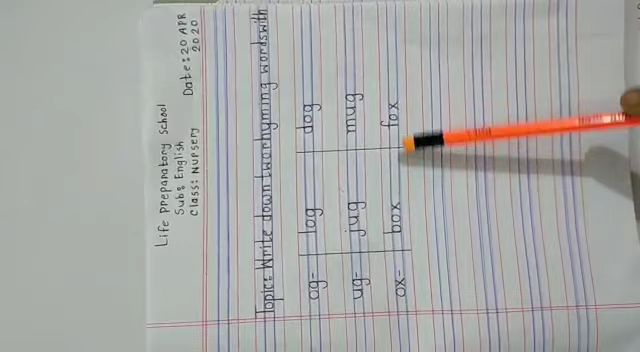 Life Preparatory School
Sub: English
Class: Nursery Date: 20 APR 2020
Topic: Write down two rhyming words with
og- log dog
ug- jug mug
ox- box fox